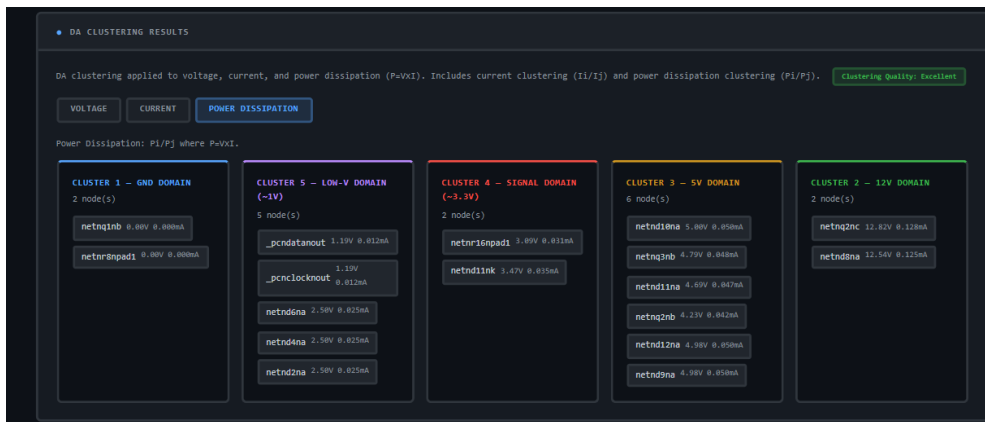 DA CLUSTERING RESULTS
DA clustering applied to voltage, current, and power dissipation (P=VxI). Includes current clustering (Ii/Ij) and power dissipation clustering (Pi/Pj).
Clustering Quality: Excellent
VOLTAGE
CURRENT
POWER DISSIPATION
Power Dissipation: Pi/Pj where P=VxI.
CLUSTER 1 — GND DOMAIN
2 node(s)
netnq1nb 0.00V 0.000mA
netnr8npad1 0.00V 0.000mA
CLUSTER 5 — LOW-V DOMAIN
(~1V)
5 node(s)
_pcndatanout 1.19V 0.012mA
_pcnclocknout 1.19V
0.012mA
netnd6na 2.50V 0.025mA
netnd4na 2.50V 0.025mA
netnd2na 2.50V 0.025mA
CLUSTER 4 — SIGNAL DOMAIN
(~3.3V)
2 node(s)
netnr16npad1 3.09V 0.031mA
netnd11nk 3.47V 0.035mA
CLUSTER 3 — 5V DOMAIN
6 node(s)
netnd10na 5.00V 0.050mA
netnq3nb 4.79V 0.048mA
netnd11na 4.69V 0.047mA
netnq2nb 4.23V 0.042mA
netnd12na 4.98V 0.050mA
netnd9na 4.98V 0.050mA
CLUSTER 2 — 12V DOMAIN
2 node(s)
netnq2nc 12.82V 0.128mA
netnd8na 12.54V 0.125mA